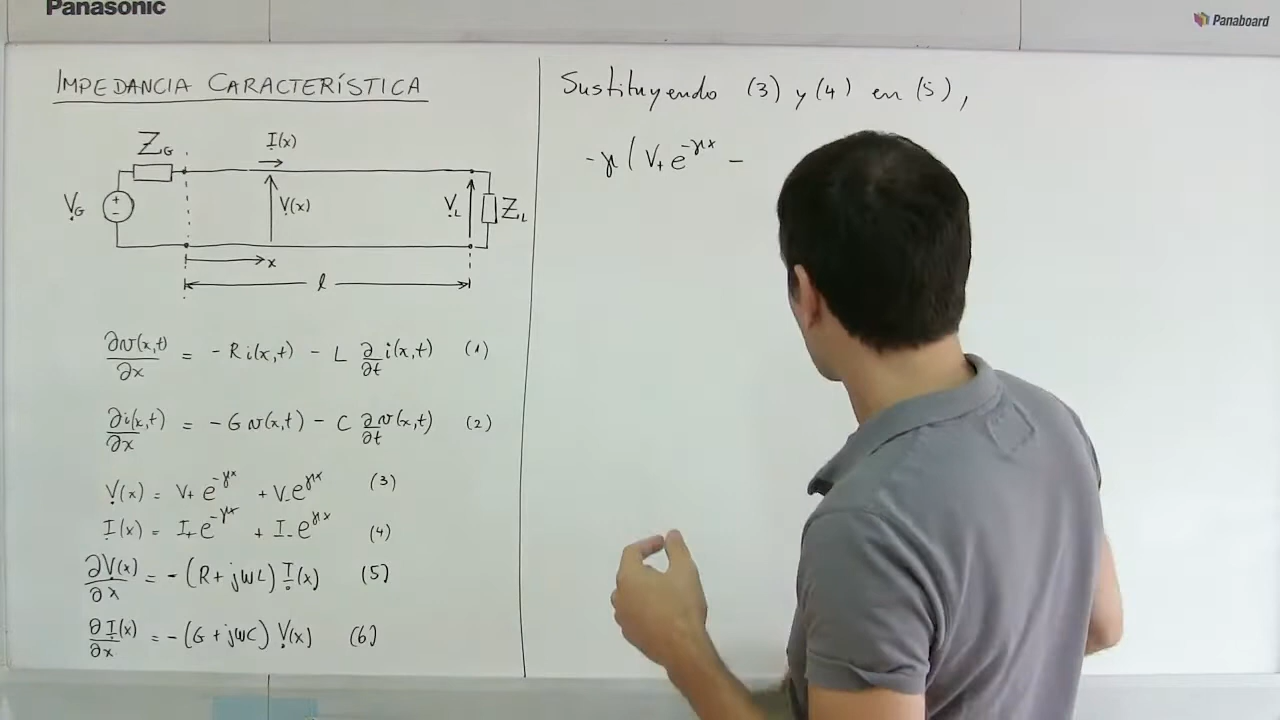 Panasonic
Panaboard
IMPEDANCIA CARACTERÍSTICA
Z_G
I(x)
V_G
+
-
V(x)
V_L
Z_L
x
l
∂v(x,t)/∂x = - R i(x,t) - L ∂/∂t i(x,t) (1)
∂i(x,t)/∂x = - G v(x,t) - C ∂/∂t v(x,t) (2)
V(x) = V+ e^-γx + V- e^γx (3)
I(x) = I+ e^-γx + I- e^γx (4)
∂V(x)/∂x = - (R + jωL) I(x) (5)
∂I(x)/∂x = - (G + jωC) V(x) (6)
Sustituyendo (3) y (4) en (5),
-γ ( V+ e^-γx -